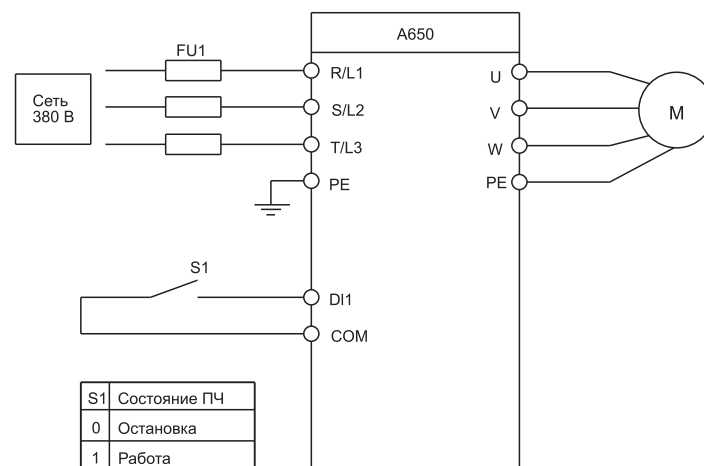 A650
FU1
R/L1
U
Сеть
380 В
S/L2
V
M
T/L3
W
PE
PE
S1
DI1
COM
S1 Состояние ПЧ
0 Остановка
1 Работа